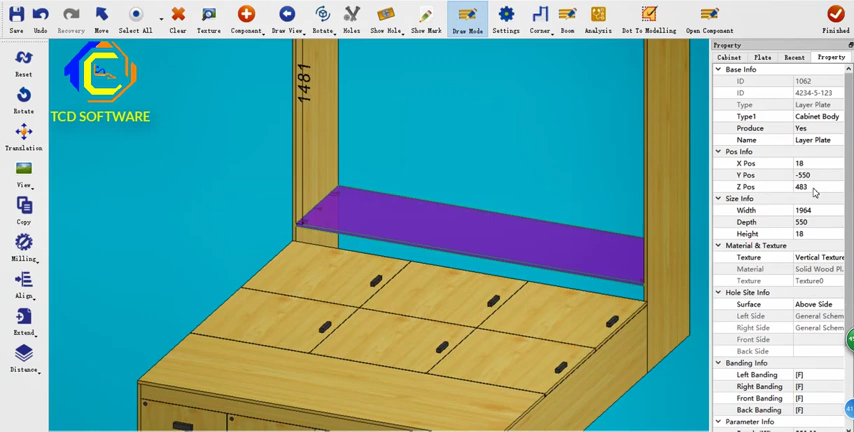 Save Undo Recovery Move Select All Clear Texture Component Draw View Rotate Holes Show Hole Show Mark Draw Mode Settings Corner Boom Analysis Dot To Modelling Open Component Finished
Reset
Rotate
Translation
View
Copy
Milling
Align
Extend
Distance
TCD SOFTWARE
1481
Property
Cabinet Plate Recent Property
Base Info
ID 1062
ID 4234-5-123
Type Layer Plate
Type1 Cabinet Body
Produce Yes
Name Layer Plate
Pos Info
X Pos 18
Y Pos -550
Z Pos 483
Size Info
Width 1964
Depth 550
Height 18
Material & Texture
Texture Vertical Texture
Material Solid Wood Pl.
Texture Texture0
Hole Site Info
Surface Above Side
Left Side General Schem
Right Side General Schem
Front Side
Back Side
Banding Info
Left Banding [F]
Right Banding [F]
Front Banding [F]
Back Banding [F]
Parameter Info